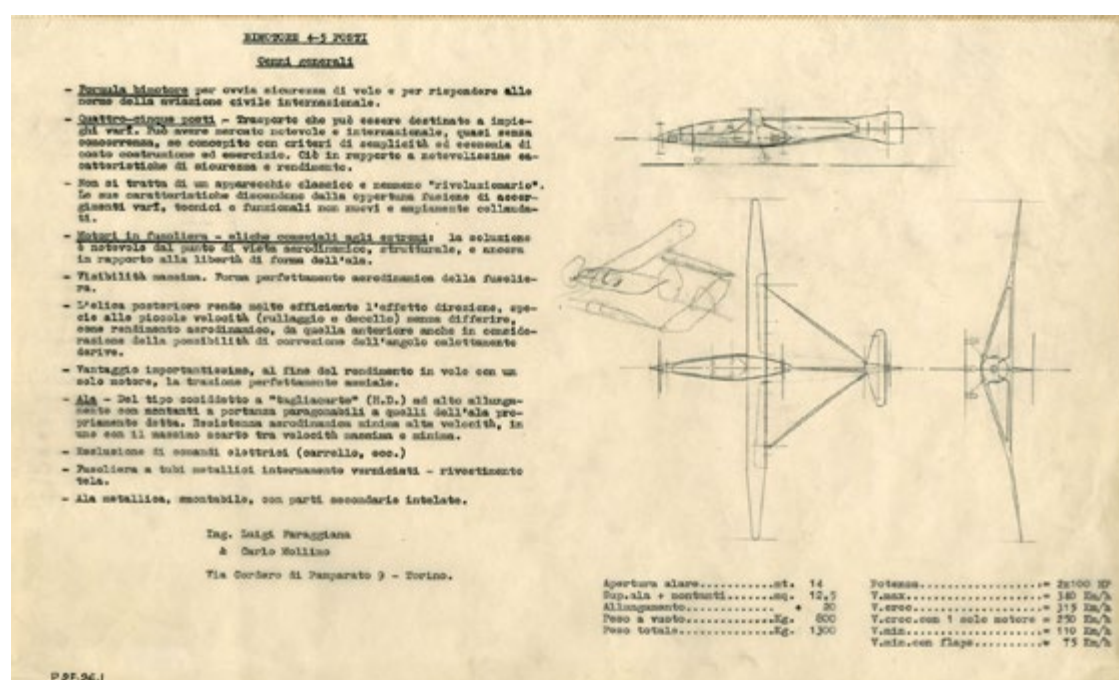 BIMOTORE 4-5 POSTI
Cenni generali
- Formula bimotore per ovvia sicurezza di volo e per rispondere alle
norme della aviazione civile internazionale.
- Quattro-cinque posti - Trasporto che può essere destinato a impie-
ghi varî. Può avere mercato notevole e internazionale, quasi senza
concorrenza, se concepito con criteri di semplicità ed economia di
costo costruzione ed esercizio. Ciò in rapporto a notevolissime ca-
ratteristiche di sicurezza e rendimento.
- Non si tratta di un apparecchio classico e nemmeno "rivoluzionario".
Le sue caratteristiche discendono dalla opportuna fusione di accor-
gimenti varî, tecnici e funzionali non nuovi e ampiamente collauda-
ti.
- Motori in fusoliera - eliche coassiali agli estremi: la soluzione
è notevole dal punto di vista aerodinamico, strutturale, e ancora
in rapporto alla libertà di forma dell'ala.
- Visibilità massima. Forma perfettamente aerodinamica della fusolie-
ra.
- L'elica posteriore rende molto efficiente l'effetto direzione, spe-
cie alle piccole velocità (rullaggio e decollo) senza differire,
come rendimento aerodinamico, da quella anteriore anche in conside-
razione della possibilità di correzione dell'angolo calettamento
derive.
- Vantaggio importantissimo, al fine del rendimento in volo con un
solo motore, la trazione perfettamente assiale.
- Ala - Del tipo cosiddetto a "tagliacarte" (H.D.) ad alto allunga-
mento con montanti a portanza paragonabili a quelli dell'ala pro-
priamente detta. Resistenza aerodinamica minima alta velocità, in
uno con il massimo scarto tra velocità massima e minima.
- Esclusione di comandi elettrici (carrello, ecc.)
- Fusoliera a tubi metallici internamente verniciati - rivestimento
tela.
- Ala metallica, smontabile, con parti secondarie intelate.
Ing. Luigi Faraggiana
& Carlo Mollino
Via Cordero di Pamparato 9 - Torino.
Apertura alare...........mt. 14
Sup.ala + montanti.......mq. 12,5
Allungamento............. = 20
Peso a vuoto.............Kg. 800
Peso totale..............Kg. 1300
Potenza..................= 2x100 HP
V.max....................= 340 Km/h
V.croc...................= 315 Km/h
V.croc.con 1 solo motore = 250 Km/h
V.min....................= 110 Km/h
V.min.con flaps..........= 75 Km/h